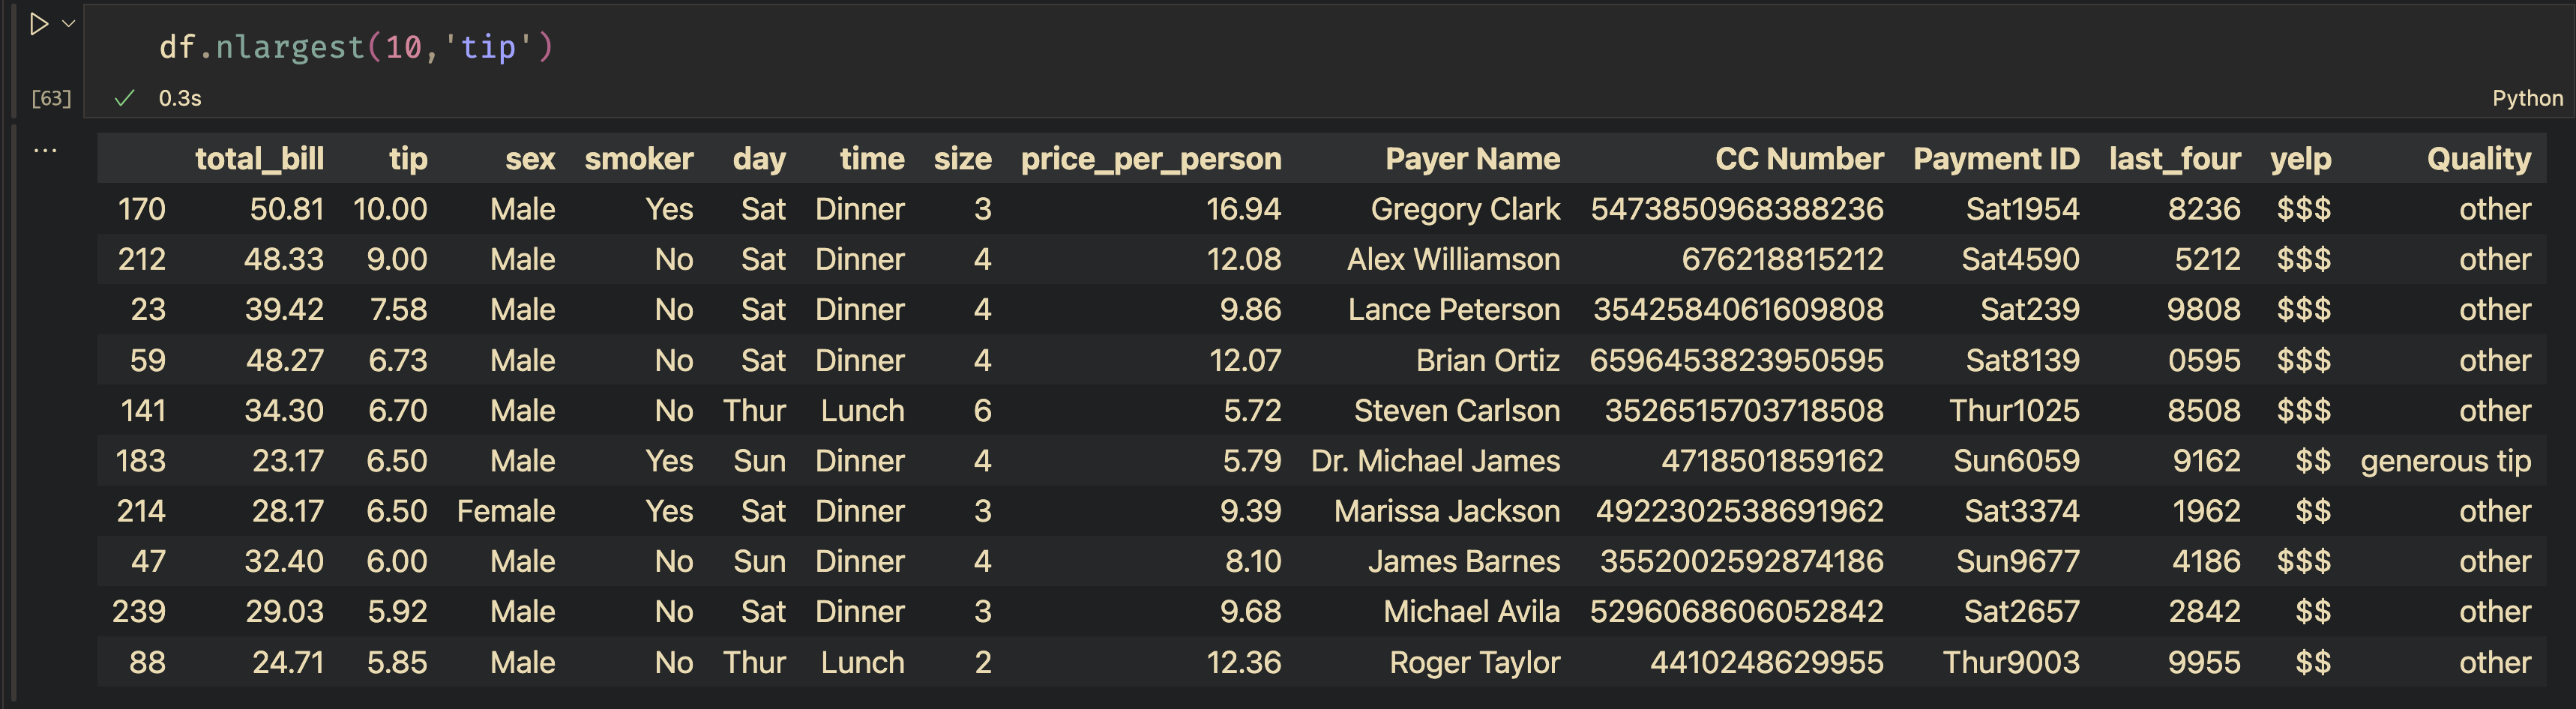 df.nlargest(10,'tip')
[63] 0.3s Python
total_bill tip sex smoker day time size price_per_person Payer Name CC Number Payment ID last_four yelp Quality
170 50.81 10.00 Male Yes Sat Dinner 3 16.94 Gregory Clark 5473850968388236 Sat1954 8236 $$$ other
212 48.33 9.00 Male No Sat Dinner 4 12.08 Alex Williamson 676218815212 Sat4590 5212 $$$ other
23 39.42 7.58 Male No Sat Dinner 4 9.86 Lance Peterson 3542584061609808 Sat239 9808 $$$ other
59 48.27 6.73 Male No Sat Dinner 4 12.07 Brian Ortiz 6596453823950595 Sat8139 0595 $$$ other
141 34.30 6.70 Male No Thur Lunch 6 5.72 Steven Carlson 3526515703718508 Thur1025 8508 $$$ other
183 23.17 6.50 Male Yes Sun Dinner 4 5.79 Dr. Michael James 4718501859162 Sun6059 9162 $$ generous tip
214 28.17 6.50 Female Yes Sat Dinner 3 9.39 Marissa Jackson 4922302538691962 Sat3374 1962 $$ other
47 32.40 6.00 Male No Sun Dinner 4 8.10 James Barnes 3552002592874186 Sun9677 4186 $$$ other
239 29.03 5.92 Male No Sat Dinner 3 9.68 Michael Avila 5296068606052842 Sat2657 2842 $$ other
88 24.71 5.85 Male No Thur Lunch 2 12.36 Roger Taylor 4410248629955 Thur9003 9955 $$ other